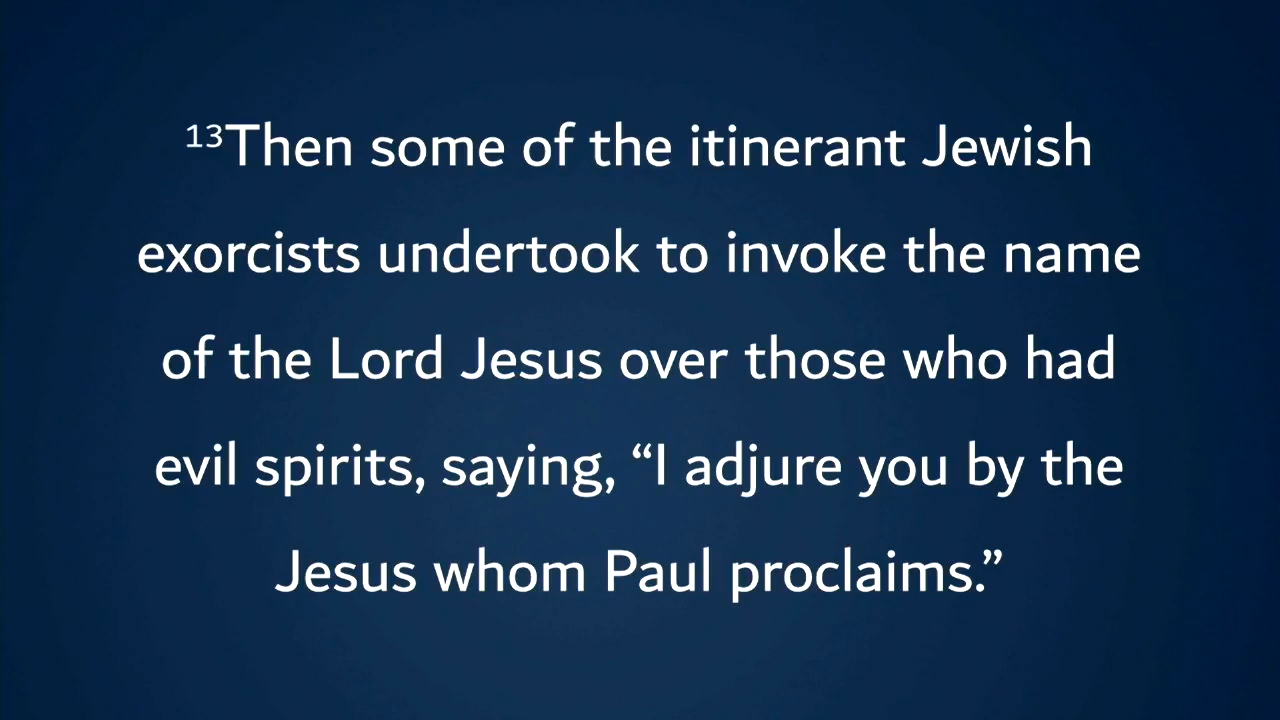 ¹³Then some of the itinerant Jewish
exorcists undertook to invoke the name
of the Lord Jesus over those who had
evil spirits, saying, “I adjure you by the
Jesus whom Paul proclaims.”